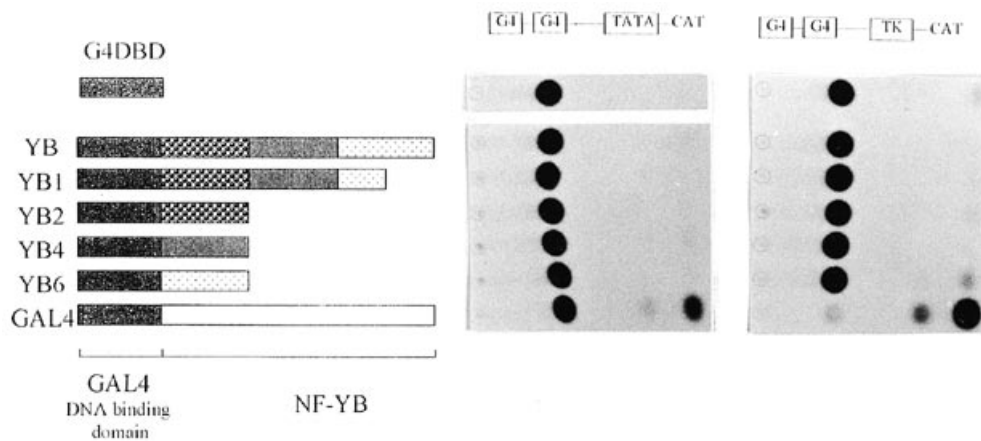 G4DBD
YB
YB1
YB2
YB4
YB6
GAL4
GAL4
DNA binding
domain
NF-YB
G4 G4 TATA CAT
G4 G4 TK CAT